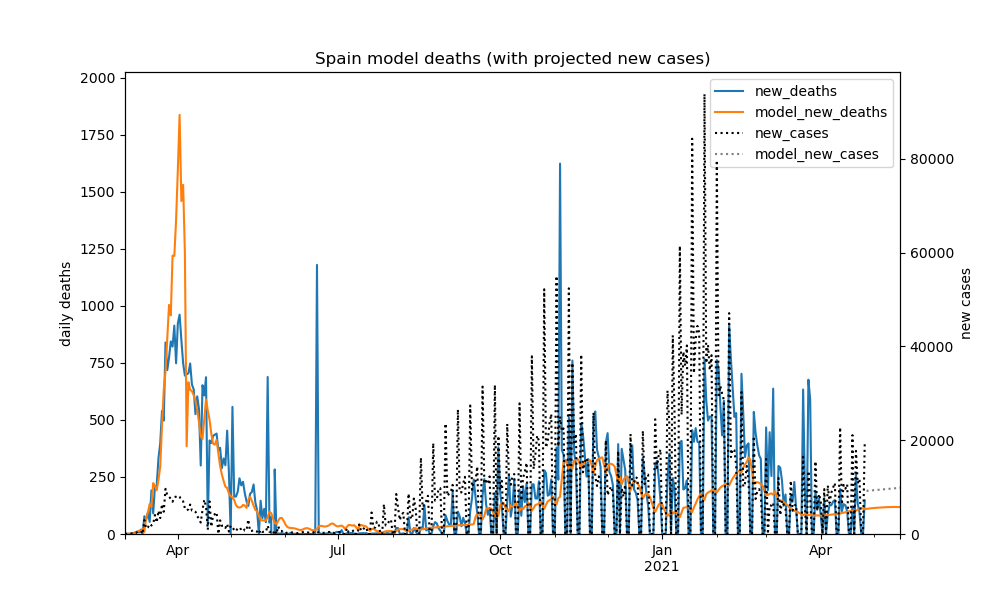 Spain model deaths (with projected new cases)
new_deaths
model_new_deaths
new_cases
model_new_cases
daily deaths
2000
1750
1500
1250
1000
750
500
250
0
new cases
80000
60000
40000
20000
0
Apr
Jul
Oct
Jan
2021
Apr